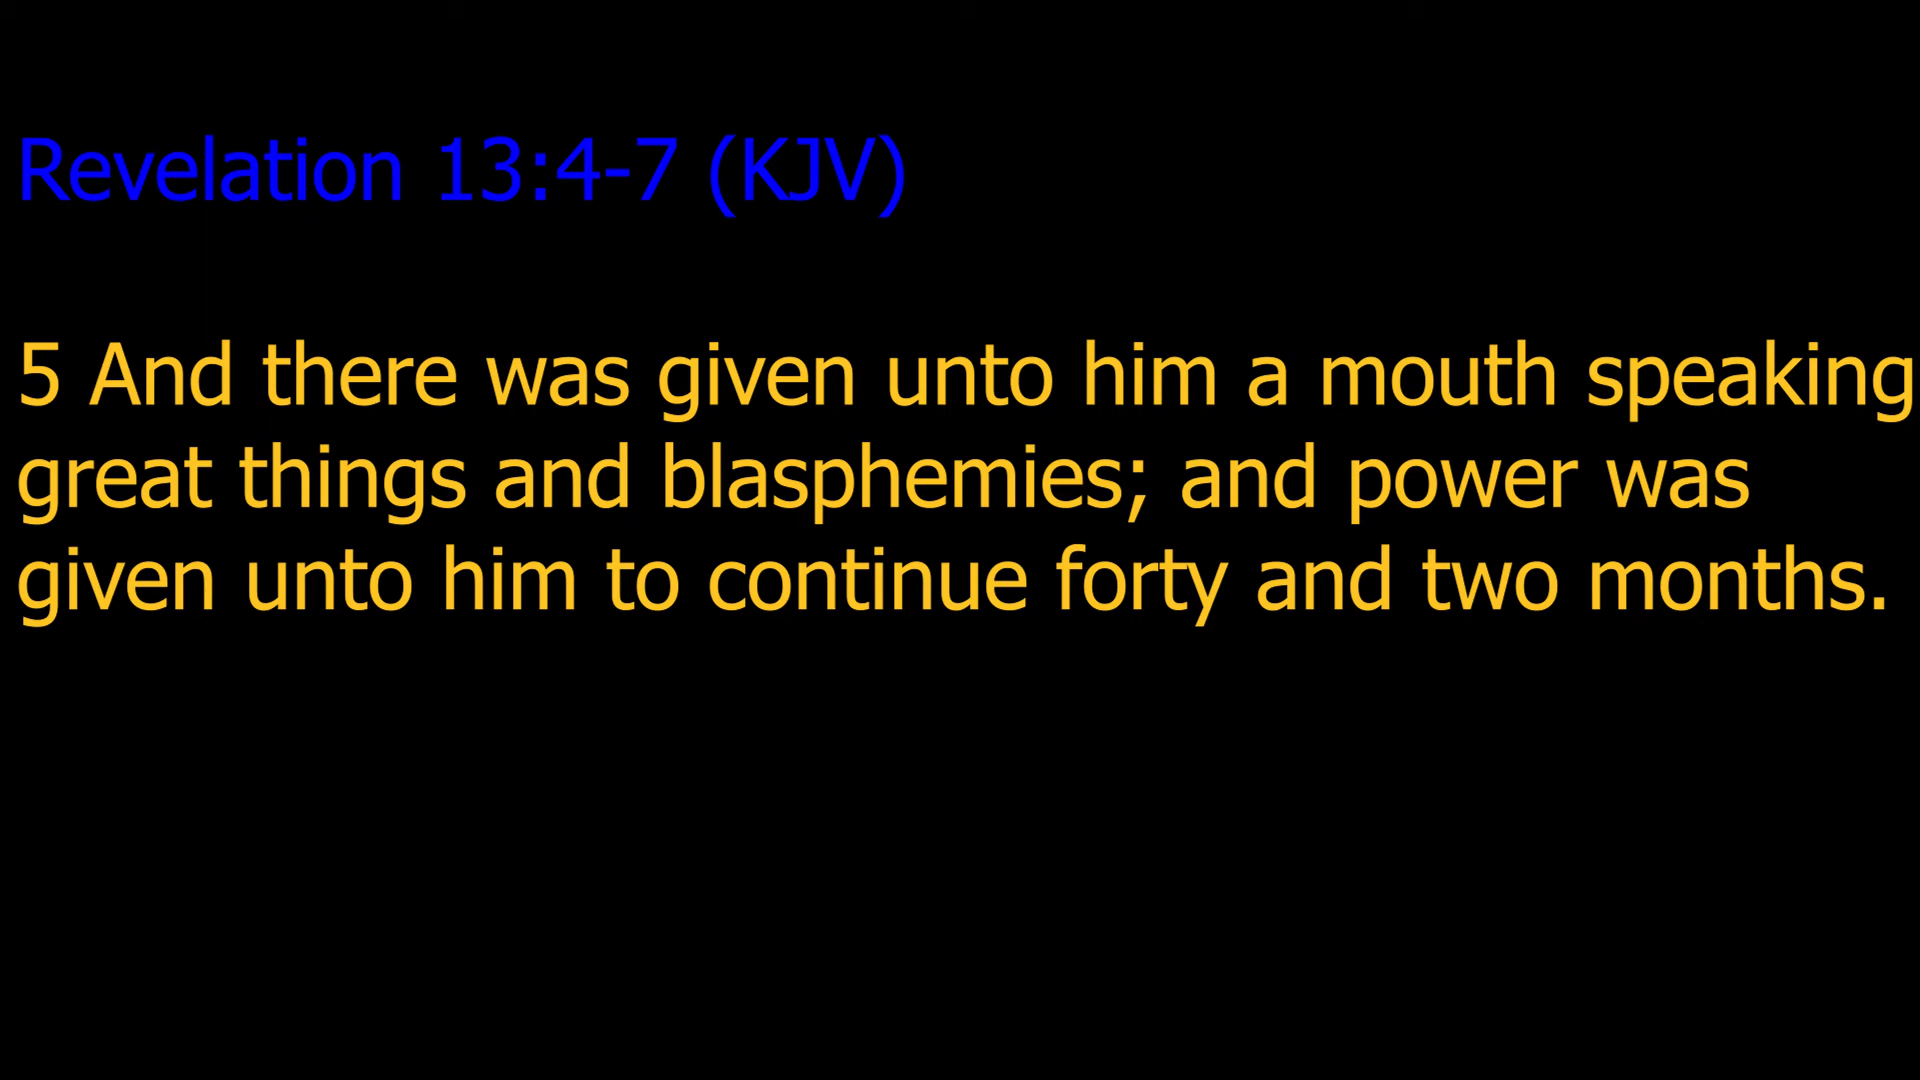 Revelation 13:4-7 (KJV)
5 And there was given unto him a mouth speaking
great things and blasphemies; and power was
given unto him to continue forty and two months.